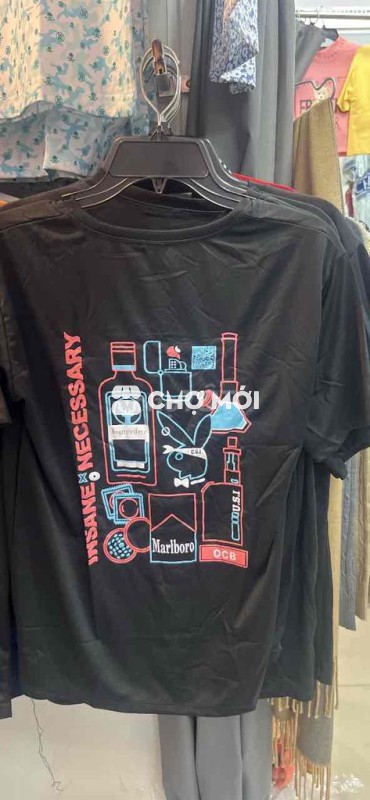 INSANE x NECESSARY
CHỢ MỚI
U.S.I
U.S.I
Marlboro
OCB